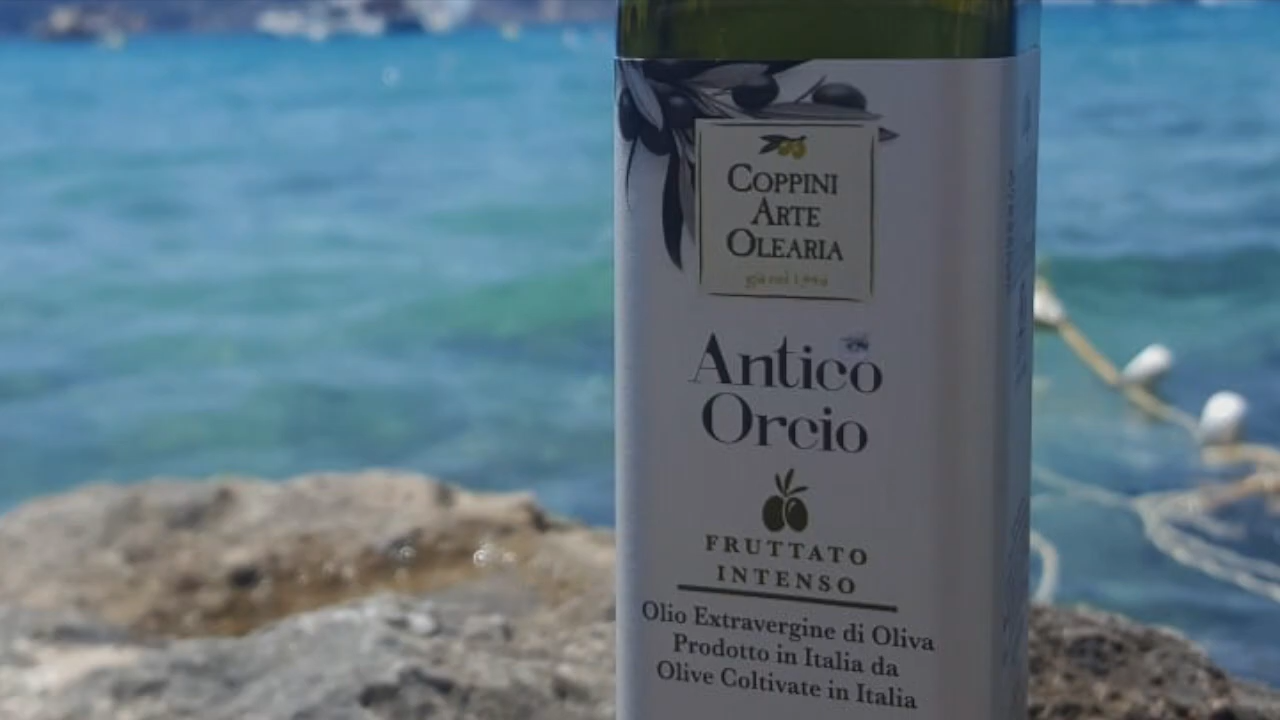 COPPINI
ARTE
OLEARIA
Antico
Orcio
FRUTTATO
INTENSO
Olio Extravergine di Oliva
Prodotto in Italia da
Olive Coltivate in Italia